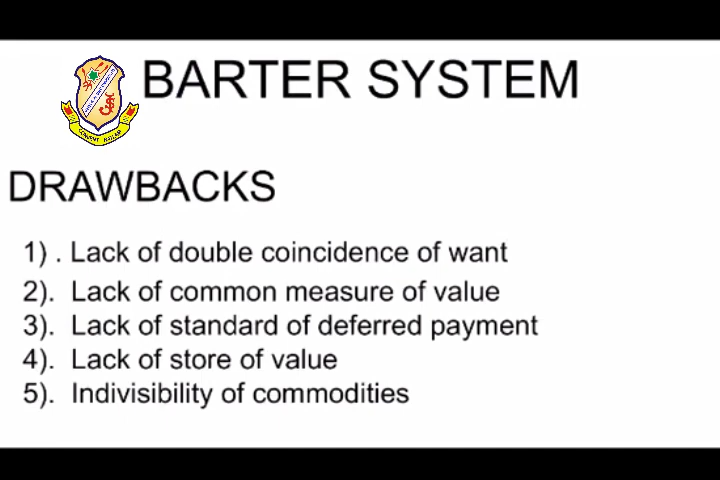 BARTER SYSTEM
DRAWBACKS
1) . Lack of double coincidence of want
2). Lack of common measure of value
3). Lack of standard of deferred payment
4). Lack of store of value
5). Indivisibility of commodities